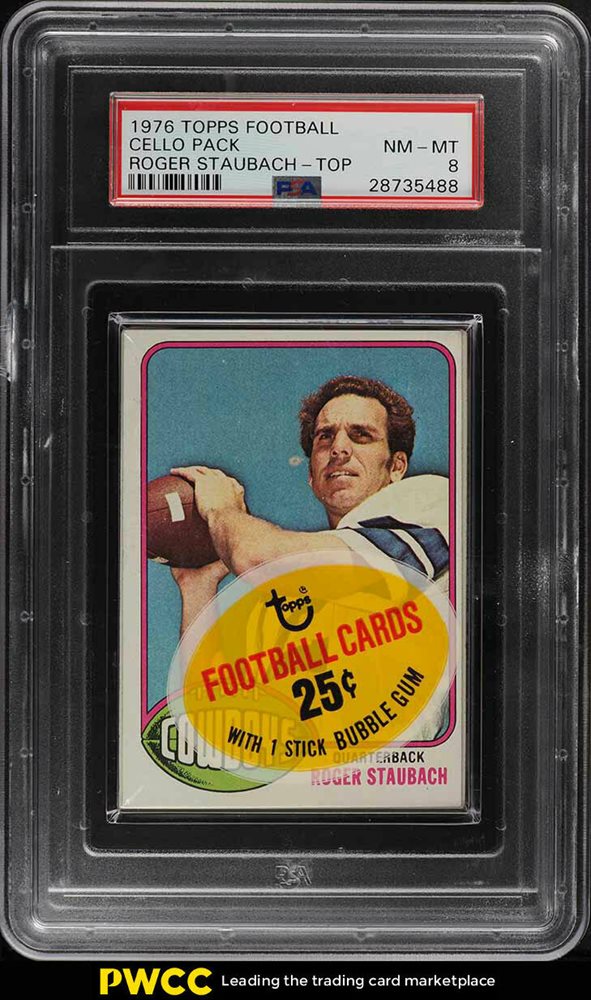 1976 TOPPS FOOTBALL
CELLO PACK NM – MT
ROGER STAUBACH – TOP 8
PSA 28735488
topps®
FOOTBALL CARDS
25¢
WITH 1 STICK BUBBLE GUM
COWBOYS
QUARTERBACK
ROGER STAUBACH
PSA
PWCC Leading the trading card marketplace